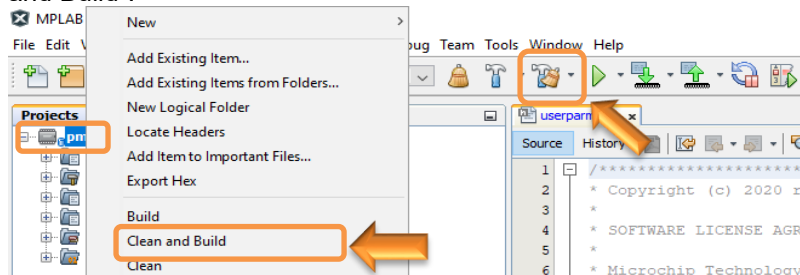 MPLAB
File Edit
bug Team Tools Window Help
New
Add Existing Item...
Add Existing Items from Folders...
New Logical Folder
Locate Headers
Add Item to Important Files...
Export Hex
Build
Clean and Build
Clean
Projects
pm
userparm
Source History
1 /********************
2 * Copyright (c) 2020
3 *
4 * SOFTWARE LICENSE AGR
5 *
6 * Microchip Technology